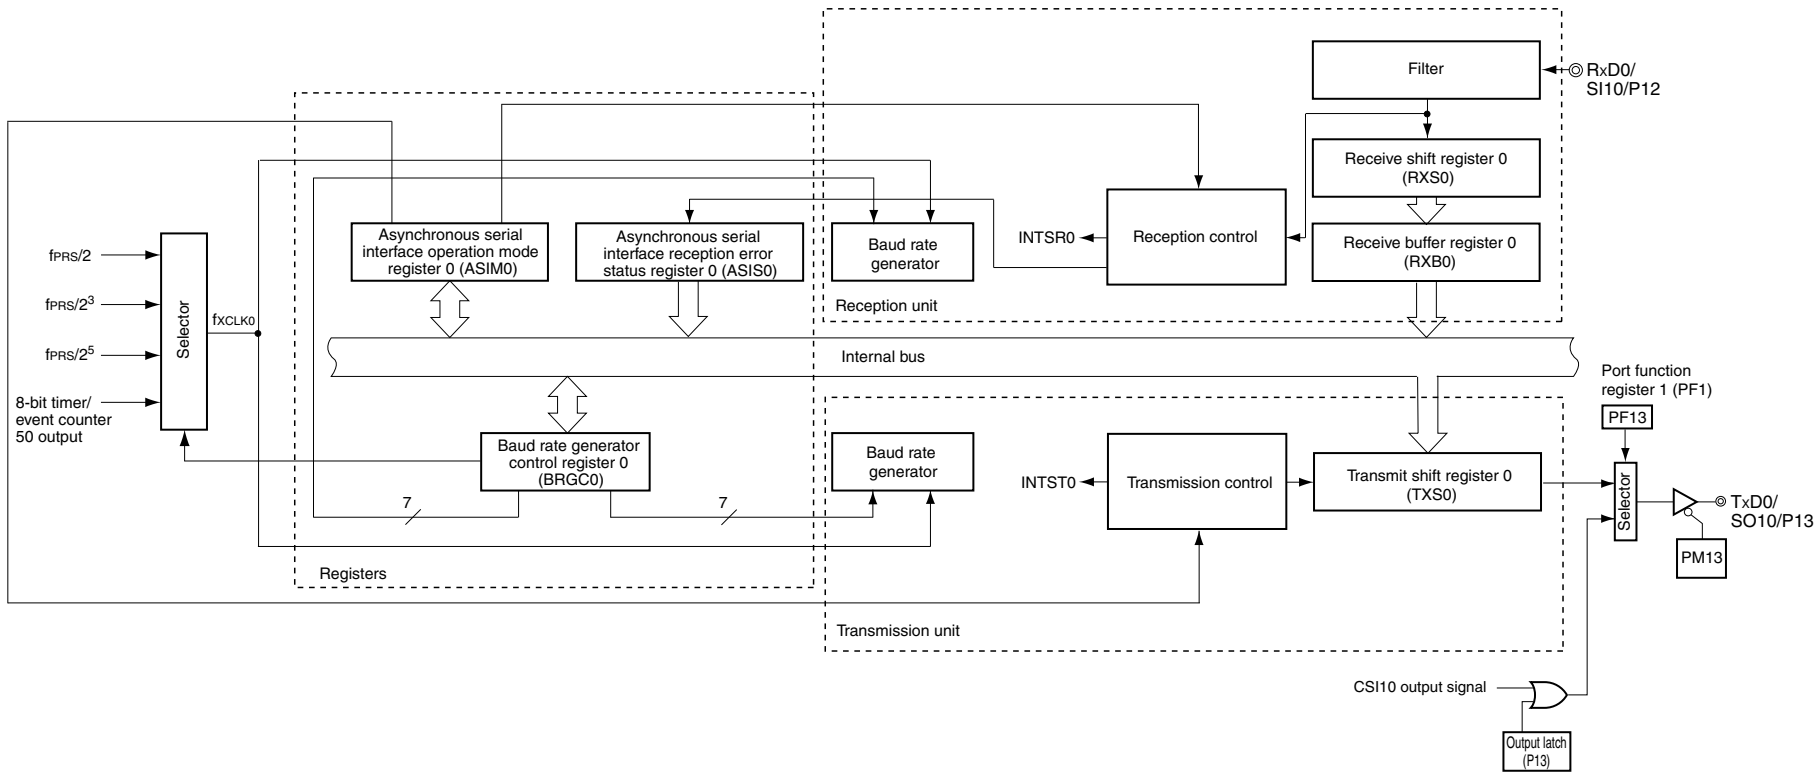 Filter
RxD0/
SI10/P12
Receive shift register 0
(RXS0)
Asynchronous serial
interface operation mode
register 0 (ASIM0)
Asynchronous serial
interface reception error
status register 0 (ASIS0)
Baud rate
generator
INTSR0
Reception control
Receive buffer register 0
(RXB0)
Reception unit
fPRS/2
fPRS/2³
fPRS/2⁵
8-bit timer/
event counter
50 output
Selector
fXCLK0
Internal bus
Port function
register 1 (PF1)
PF13
Baud rate generator
control register 0
(BRGC0)
7
7
Baud rate
generator
INTST0
Transmission control
Transmit shift register 0
(TXS0)
Selector
TxD0/
SO10/P13
PM13
Registers
Transmission unit
CSI10 output signal
Output latch
(P13)